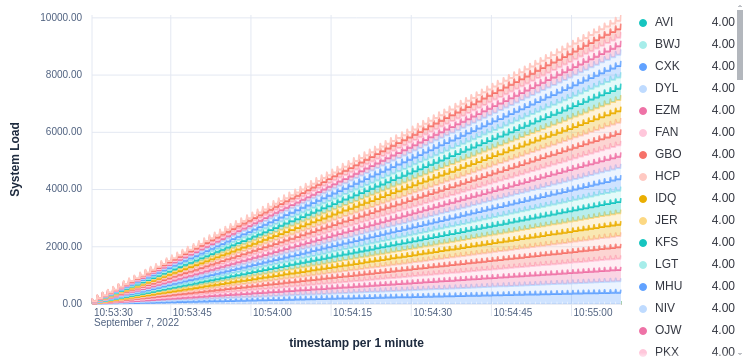 10000.00
8000.00
6000.00
4000.00
2000.00
0.00
System Load
10:53:30 10:53:45 10:54:00 10:54:15 10:54:30 10:54:45 10:55:00
September 7, 2022
timestamp per 1 minute
AVI 4.00
BWJ 4.00
CXK 4.00
DYL 4.00
EZM 4.00
FAN 4.00
GBO 4.00
HCP 4.00
IDQ 4.00
JER 4.00
KFS 4.00
LGT 4.00
MHU 4.00
NIV 4.00
OJW 4.00
PKX 4.00